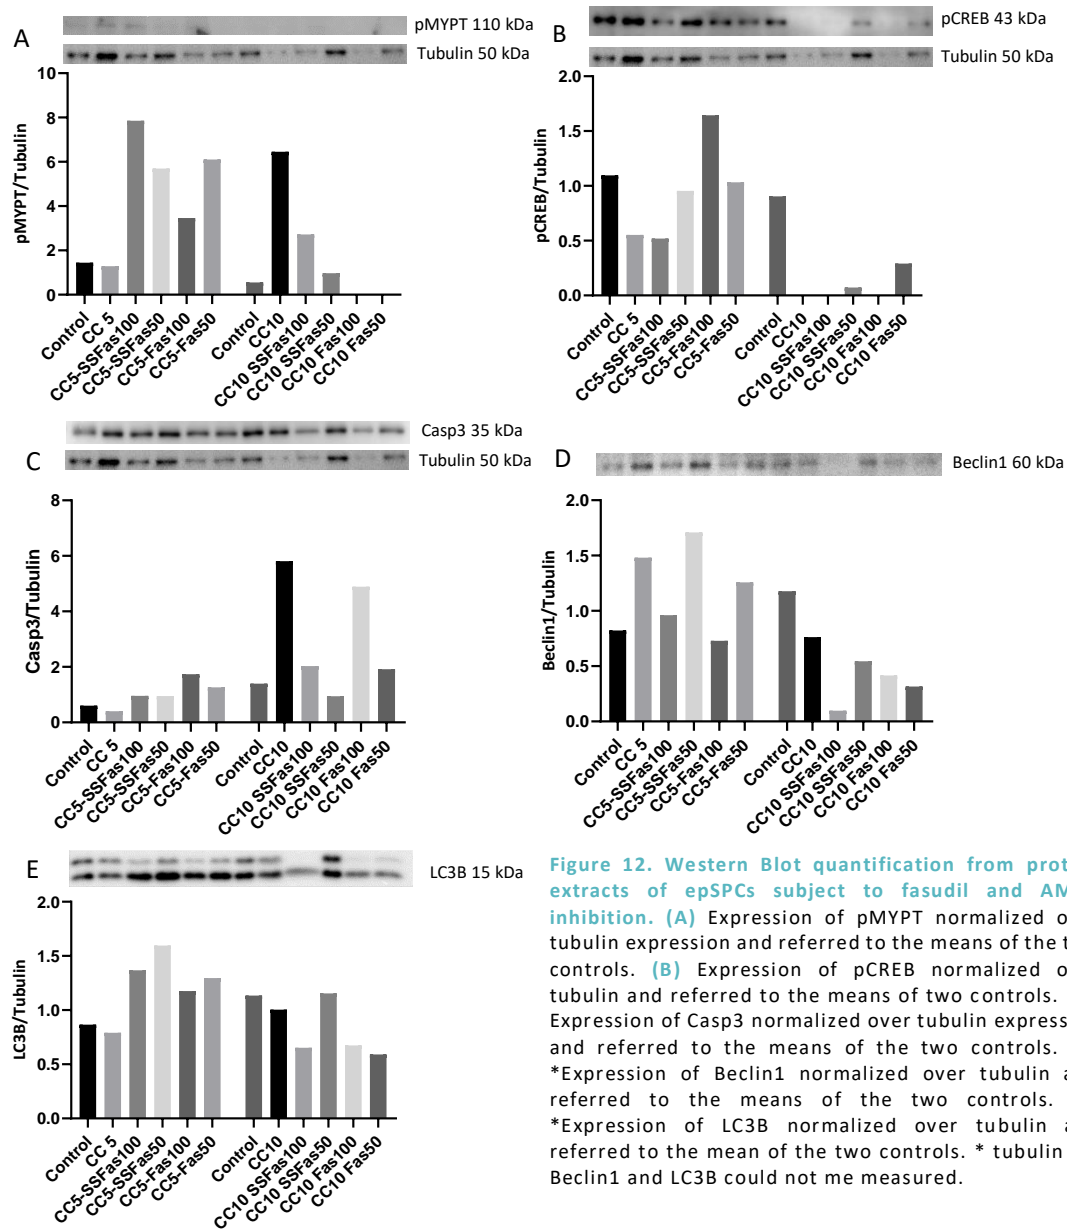 A
pMYPT 110 kDa
Tubulin 50 kDa
pMYPT/Tubulin
10
8
6
4
2
0
Control
CC 5
CC5-SSFas100
CC5-SSFas50
CC5-Fas100
CC5-Fas50
Control
CC10
CC10 SSFas100
CC10 SSFas50
CC10 Fas100
CC10 Fas50
B
pCREB 43 kDa
Tubulin 50 kDa
pCREB/Tubulin
2.0
1.5
1.0
0.5
0.0
Control
CC 5
CC5-SSFas100
CC5-SSFas50
CC5-Fas100
CC5-Fas50
Control
CC10
CC10 SSFas100
CC10 SSFas50
CC10 Fas100
CC10 Fas50
C
Casp3 35 kDa
Tubulin 50 kDa
Casp3/Tubulin
8
6
4
2
0
Control
CC 5
CC5-SSFas100
CC5-SSFas50
CC5-Fas100
CC5-Fas50
Control
CC10
CC10 SSFas100
CC10 SSFas50
CC10 Fas100
CC10 Fas50
D
Beclin1 60 kDa
Beclin1/Tubulin
2.0
1.5
1.0
0.5
0.0
Control
CC 5
CC5-SSFas100
CC5-SSFas50
CC5-Fas100
CC5-Fas50
Control
CC10
CC10 SSFas100
CC10 SSFas50
CC10 Fas100
CC10 Fas50
E
LC3B 15 kDa
LC3B/Tubulin
2.0
1.5
1.0
0.5
0.0
Control
CC 5
CC5-SSFas100
CC5-SSFas50
CC5-Fas100
CC5-Fas50
Control
CC10
CC10 SSFas100
CC10 SSFas50
CC10 Fas100
CC10 Fas50
Figure 12. Western Blot quantification from prot
extracts of epSPCs subject to fasudil and AM
inhibition. (A) Expression of pMYPT normalized o
tubulin expression and referred to the means of the t
controls. (B) Expression of pCREB normalized o
tubulin and referred to the means of two controls.
Expression of Casp3 normalized over tubulin express
and referred to the means of the two controls.
*Expression of Beclin1 normalized over tubulin a
referred to the means of the two controls.
*Expression of LC3B normalized over tubulin a
referred to the mean of the two controls. * tubulin
Beclin1 and LC3B could not me measured.